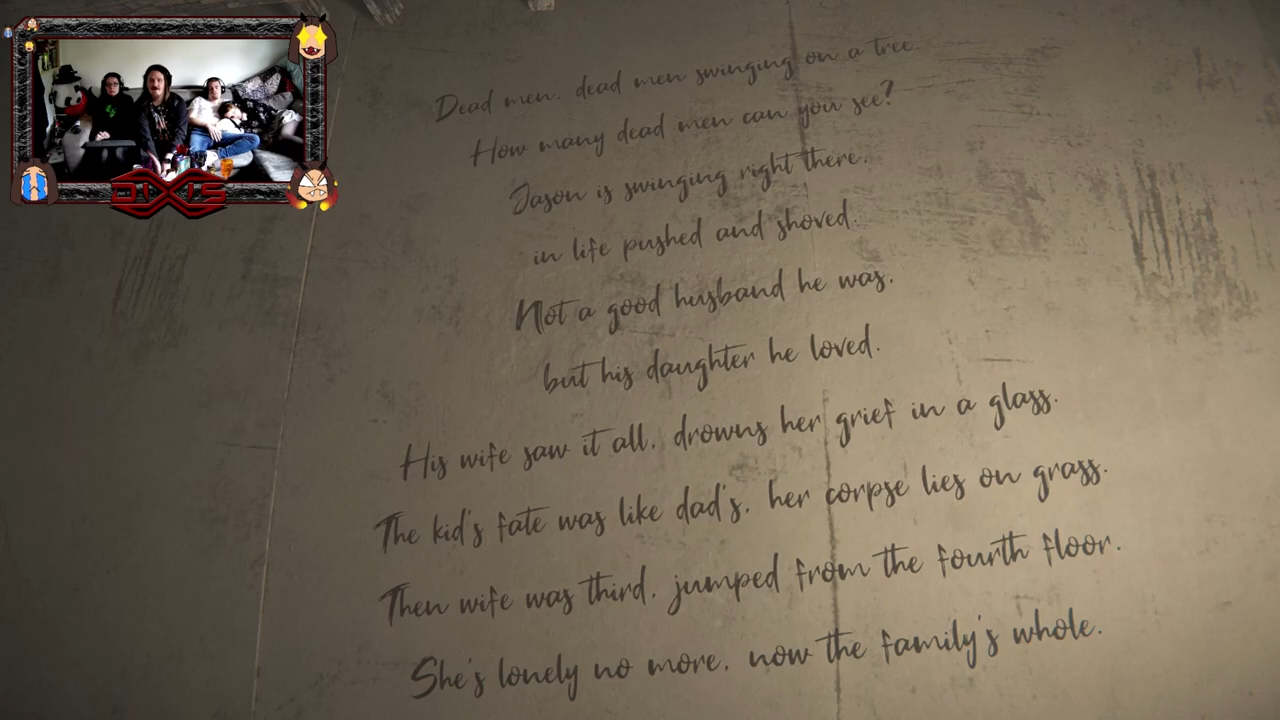 DIXIS
Dead men, dead men swinging on a tree.
How many dead men can you see?
Jason is swinging right there,
in life pushed and shoved.
Not a good husband he was,
but his daughter he loved.
His wife saw it all, drowns her grief in a glass.
The kid's fate was like dad's, her corpse lies on grass.
Then wife was third, jumped from the fourth floor.
She's lonely no more, now the family's whole.